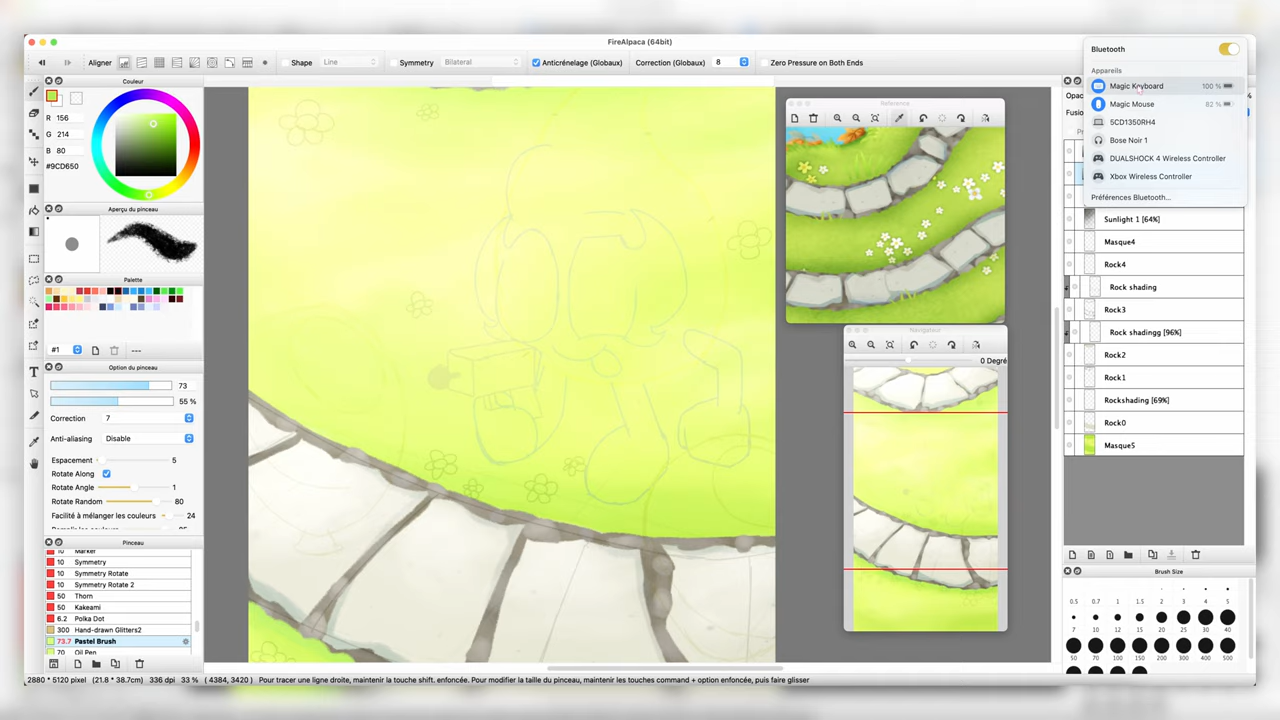 FireAlpaca (64bit)
Aligner
Shape
Line
Symmetry
Bilateral
Anticrénelage (Globaux)
Correction (Globaux)
8
Zero Pressure on Both Ends
Couleur
R 156
G 214
B 80
#9CD650
Aperçu du pinceau
Palette
#1
Option du pinceau
73
55 %
Correction 7
Anti-aliasing Disable
Espacement 5
Rotate Along
Rotate Angle 1
Rotate Random 80
Facilité à mélanger les couleurs 24
Pinceau
10 Marker
10 Symmetry
10 Symmetry Rotate
10 Symmetry Rotate 2
50 Thorn
50 Kakeami
6.2 Polka Dot
300 Hand-drawn Glitters2
73.7 Pastel Brush
70 Oil Pen
Référence
Navigateur
0 Degré
Bluetooth
Appareils
Magic Keyboard 100 %
Magic Mouse 82 %
5CD1350RH4
Bose Noir 1
DUALSHOCK 4 Wireless Controller
Xbox Wireless Controller
Préférences Bluetooth...
Opa
Fusio
%
Sunlight 1 [64%]
Masque4
Rock4
Rock shading
Rock3
Rock shadingg [96%]
Rock2
Rock1
Rockshading [69%]
Rock0
Masque5
Brush Size
0.5 0.7 1 1.5 2 3 4 5
7 10 12 15 20 25 30 40
50 70 100 150 200 300 400 500
2880 * 5120 pixel (21.8 * 38.7cm) 336 dpi 33 % ( 4384, 3420 ) Pour tracer une ligne droite, maintenir la touche shift. enfoncée. Pour modifier la taille du pinceau, maintenir les touches command + option enfoncée, puis faire glisser